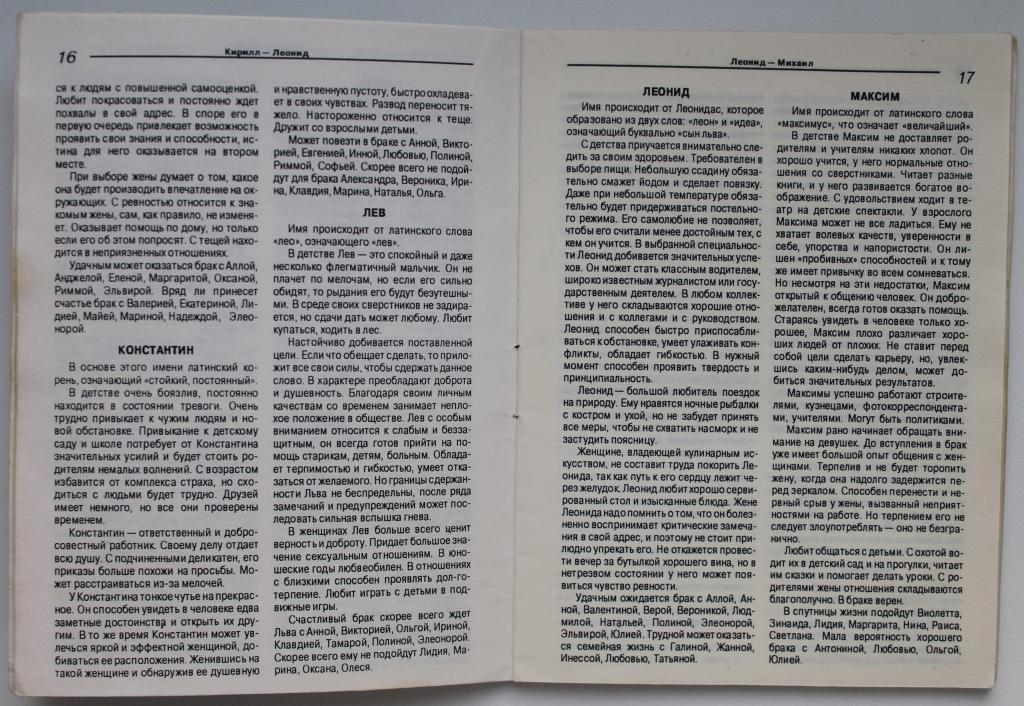 16
Кирилл — Леонид
ся к людям с повышенной самооценкой.
Любит покрасоваться и постоянно ждет
похвалы в свой адрес. В споре его в
первую очередь привлекает возможность
проявить свои знания и способности, ис-
тина для него оказывается на втором
месте.
При выборе жены думает о том, какое
она будет производить впечатление на ок-
ружающих. С ревностью относится к зна-
комым жены, сам, как правило, не изменя-
ет. Оказывает помощь по дому, но только
если его об этом попросят. С тещей нахо-
дится в неприязненных отношениях.
Удачным может оказаться брак с Аллой,
Анджелой, Еленой, Маргаритой, Оксаной,
Риммой, Эльвирой. Вряд ли принесет
счастье брак с Валерией, Екатериной, Ли-
дией, Майей, Мариной, Надеждой, Элео-
норой.
КОНСТАНТИН
В основе этого имени латинский ко-
рень, означающий «стойкий, постоянный».
В детстве очень боязлив, постоянно
находится в состоянии тревоги. Очень
трудно привыкает к чужим людям и но-
вой обстановке. Привыкание к детскому
саду и школе потребует от Константина
значительных усилий и будет стоить ро-
дителям немалых волнений. С возрастом
избавится от комплекса страха, но схо-
диться с людьми будет трудно. Друзей
имеет немного, но все они проверены
временем.
Константин — ответственный и добро-
совестный работник. Своему делу отдает
всю душу. С подчиненными деликатен, его
приказы больше похожи на просьбы. Мо-
жет расстраиваться из-за мелочей.
У Константина тонкое чутье на прекрас-
ное. Он способен увидеть в человеке едва
заметные достоинства и открыть их дру-
гим. В то же время Константин может ув-
лечься яркой и эффектной женщиной, до-
биваться ее расположения. Женившись на
такой женщине и обнаружив ее душевную
и нравственную пустоту, быстро охладева-
ет в своих чувствах. Развод переносит тя-
жело. Настороженно относится к теще.
Дружит со взрослыми детьми.
Может повезти в браке с Анной, Викто-
рией, Евгенией, Инной, Любовью, Полиной,
Риммой, Софьей. Скорее всего не подой-
дут для брака Александра, Вероника, Ири-
на, Клавдия, Марина, Наталья, Ольга.
ЛЕВ
Имя происходит от латинского слова
«лео», означающего «лев».
В детстве Лев — это спокойный и даже
несколько флегматичный мальчик. Он не
плачет по мелочам, но если его сильно
обидят, то рыдания его будут безутешны-
ми. В среде своих сверстников не задира-
ется, но сдачи дать может любому. Любит
купаться, ходить в лес.
Настойчиво добивается поставленной
цели. Если что обещает сделать, то прило-
жит все свои силы, чтобы сдержать данное
слово. В характере преобладают доброта
и душевность. Благодаря своим личным
качествам со временем занимает непло-
хое положение в обществе. Лев с особым
вниманием относится к слабым и безза-
щитным, он всегда готов прийти на по-
мощь старикам, детям, больным. Облада-
ет терпимостью и гибкостью, умеет отказ-
аться от желаемого. Но границы сдержан-
ности Льва не беспредельны, после ряда
замечаний и предупреждений может пос-
ледовать сильная вспышка гнева.
В женщинах Лев больше всего ценит
верность и доброту. Придает большое зна-
чение сексуальным отношениям. В юно-
шеские годы любвеобилен. В отношениях
с близкими способен проявлять дол-го-
терпение. Любит играть с детьми в под-
вижные игры.
Счастливый брак скорее всего ждет
Льва с Анной, Викторией, Ольгой, Ириной,
Клавдией, Тамарой, Полиной, Элеонорой.
Скорее всего ему не подойдут Лидия, Ма-
рина, Оксана, Олеся.
Леонид — Михаил
17
ЛЕОНИД
Имя происходит от Леонидас, которое
образовано из двух слов: «леон» и «идеа»,
означающий буквально «сын льва».
С детства приучается внимательно сле-
дить за своим здоровьем. Требователен в
выборе пищи. Небольшую ссадину обяза-
тельно смажет йодом и сделает повязку.
Даже при небольшой температуре обяза-
тельно будет придерживаться постельно-
го режима. Его самолюбие не позволяет,
чтобы его считали менее достойным тех, с
кем он учится. В выбранной специальнос-
ти Леонид добивается значительных успе-
хов. Он может стать классным водителем,
широко известным журналистом или го-
сударственным деятелем. В любом коллек-
тиве у него складываются хорошие отно-
шения и с коллегами и с руководством.
Леонид способен быстро приспосабли-
ваться к обстановке, умеет улаживать кон-
фликты, обладает гибкостью. В нужный
момент способен проявить твердость и
принципиальность.
Леонид — большой любитель поездок
на природу. Ему нравятся ночные рыбалки
с костром и ухой, но не забудет принять
все меры, чтобы не схватить насморк и не
застудить поясницу.
Женщине, владеющей кулинарным ис-
кусством, не составит труда покорить Лео-
нида, так как путь к его сердцу лежит че-
рез желудок. Леонид любит хорошо серви-
рованный стол и изысканные блюда. Жене
Леонида надо помнить о том, что он болез-
ненно воспринимает критические замеча-
ния в свой адрес, и поэтому не стоит при-
людно упрекать его. Не откажется провес-
ти вечер за бутылкой хорошего вина, но в
нетрезвом состоянии у него может поя-
виться чувство ревности.
Удачным ожидается брак с Аллой, Ан-
ной, Валентиной, Верой, Вероникой, Люд-
милой, Натальей, Полиной, Элеонорой,
Эльвирой, Юлией. Трудной может оказать-
ся семейная жизнь с Галиной, Жанной,
Инессой, Любовью, Татьяной.
МАКСИМ
Имя происходит от латинского слова
«максимус», что означает «величайший».
В детстве Максим не доставляет ро-
дителям и учителям никаких хлопот. Он
хорошо учится, у него нормальные отно-
шения со сверстниками. Читает разные
книги, и у него развивается богатое во-
ображение. С удовольствием ходит в те-
атр на детские спектакли. У взрослого
Максима может не все ладиться. Ему не
хватает волевых качеств, уверенности в
себе, упорства и напористости. Он ли-
шен «пробивных» способностей и к тому
же имеет привычку во всем сомневаться.
Но несмотря на эти недостатки, Максим
открытый к общению человек. Он добро-
желателен, всегда готов оказать помощь.
Стараясь увидеть в человеке только хо-
рошее, Максим плохо различает хоро-
ших людей от плохих. Не ставит перед
собой цели сделать карьеру, но, увлек-
шись каким-нибудь делом, может до-
биться значительных результатов.
Максимы успешно работают строите-
лями, кузнецами, фотокорреспондента-
ми, учителями. Могут быть политиками.
Максим рано начинает обращать вни-
мание на девушек. До вступления в брак
уже имеет большой опыт общения с жен-
щинами. Терпелив и не будет торопить
жену, когда она надолго задержится пе-
ред зеркалом. Способен перенести и не-
рвный срыв у жены, вызванный неприят-
ностями на работе. Но терпением его не
следует злоупотреблять — оно не безгра-
нично.
Любит общаться с детьми. С охотой во-
дит их в детский сад и на прогулки, читает
им сказки и помогает делать уроки. С ро-
дителями жены отношения складываются
благополучно. В браке верен.
В спутницы жизни подойдут Виолетта,
Зинаида, Лидия, Маргарита, Нина, Раиса,
Светлана. Мала вероятность хорошего
брака с Антониной, Любовью, Ольгой,
Юлией.